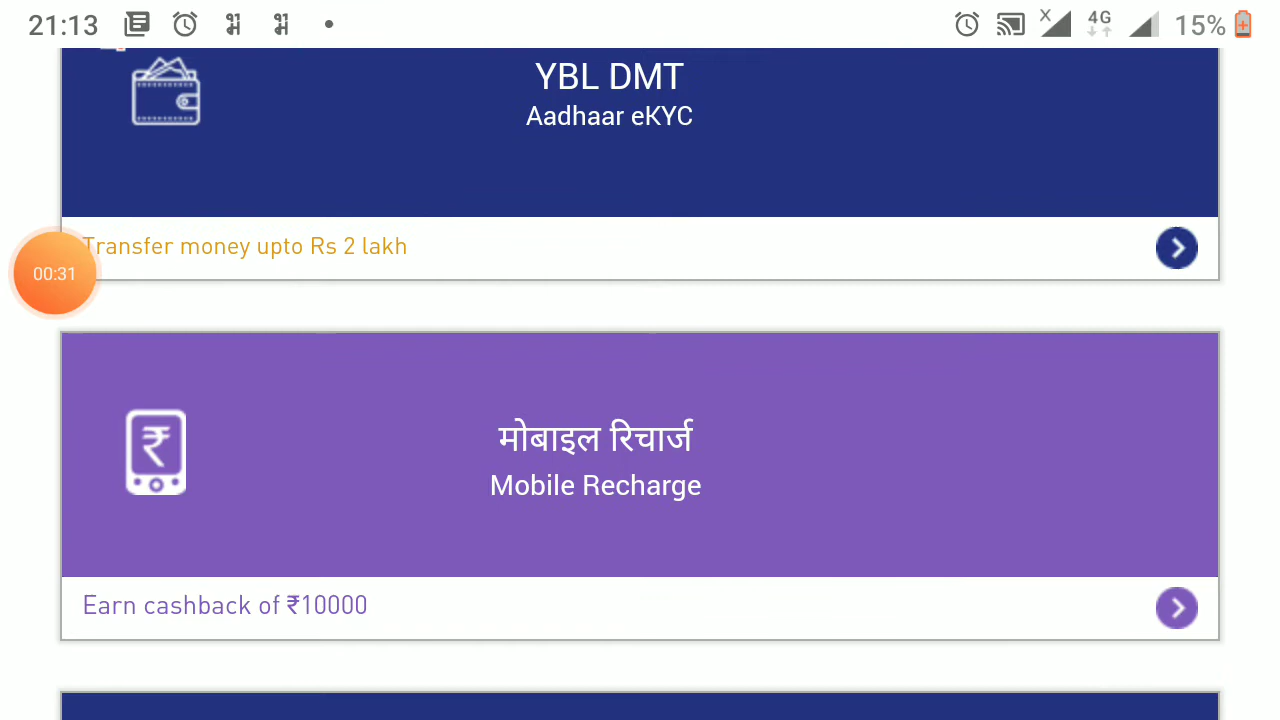 21:13
X 4G 15%
YBL DMT
Aadhaar eKYC
Transfer money upto Rs 2 lakh
00:31
मोबाइल रिचार्ज
Mobile Recharge
Earn cashback of ₹10000